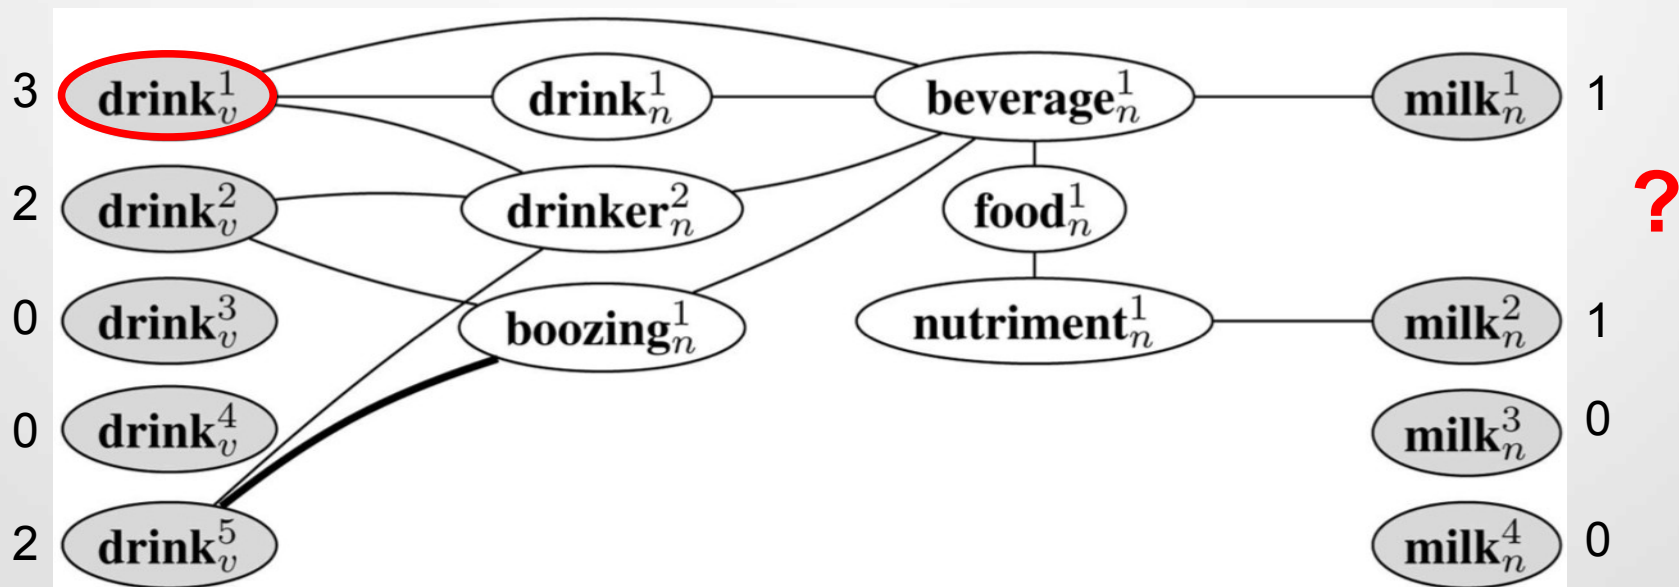 3 drink¹ᵥ drink¹ₙ beverage¹ₙ milk¹ₙ 1
?
2 drink²ᵥ drinker²ₙ food¹ₙ
0 drink³ᵥ boozing¹ₙ nutriment¹ₙ milk²ₙ 1
0 drink⁴ᵥ milk³ₙ 0
2 drink⁵ᵥ milk⁴ₙ 0